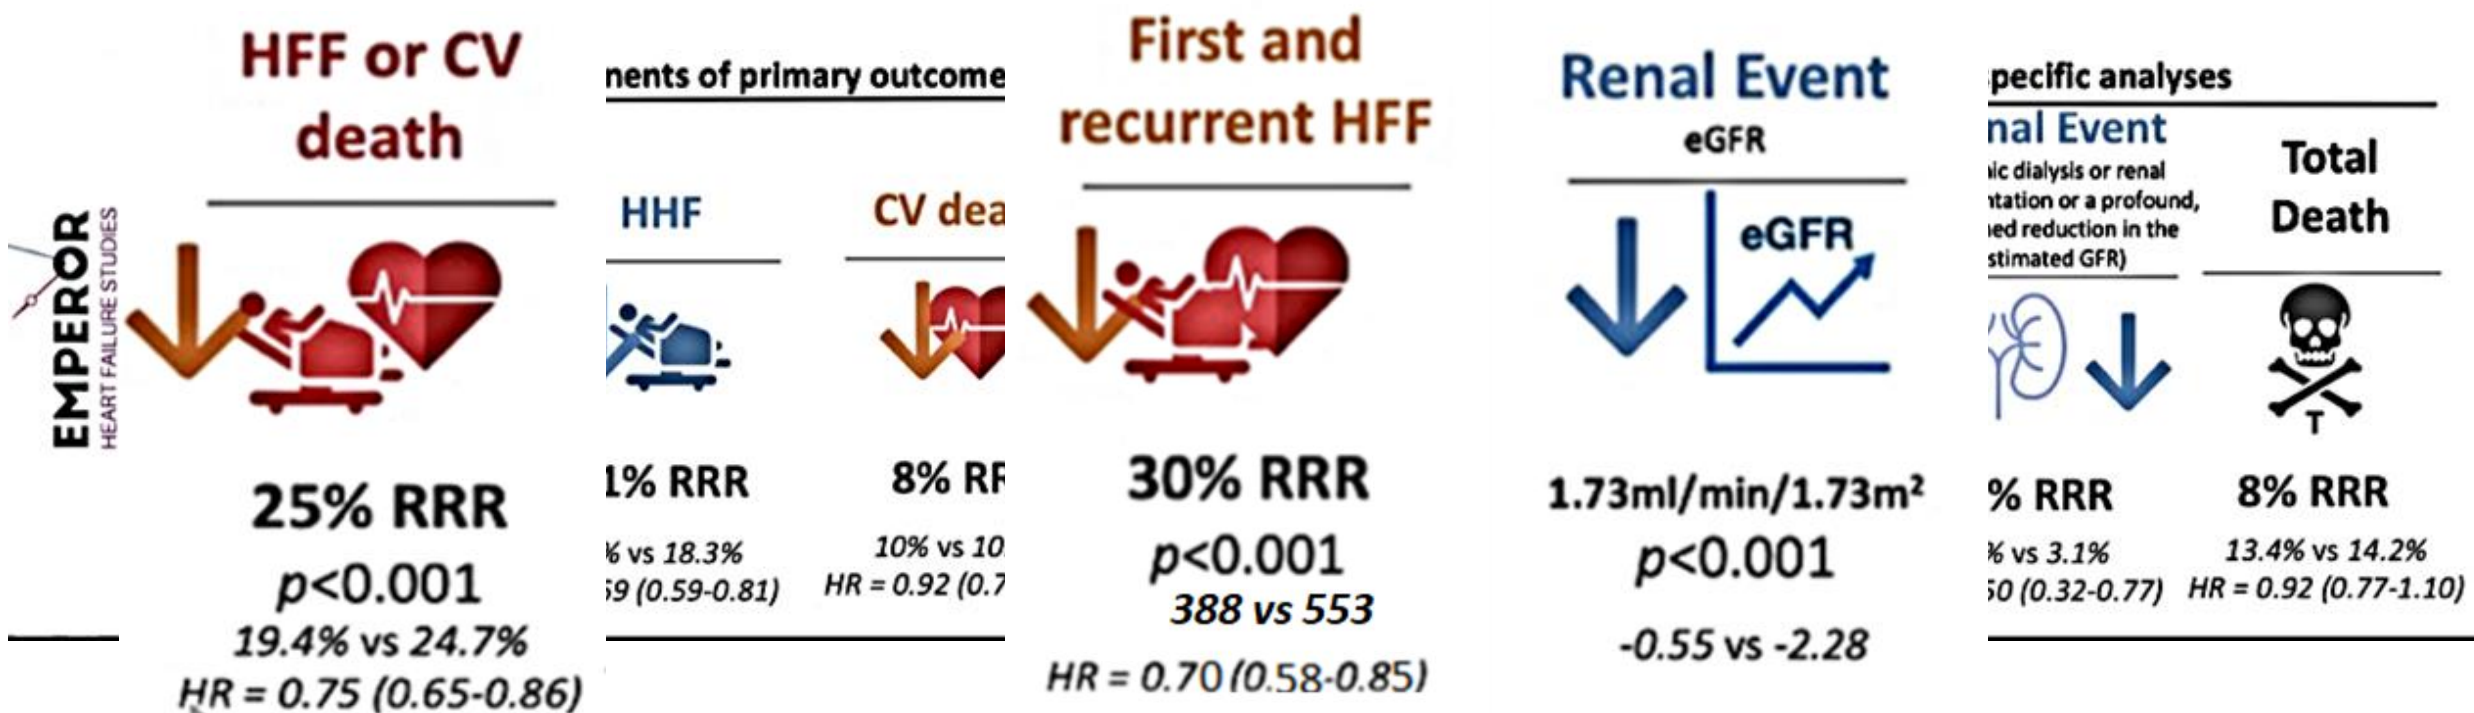 EMPEROR
HEART FAILURE STUDIES
HFF or CV
death
25% RRR
p<0.001
19.4% vs 24.7%
HR = 0.75 (0.65-0.86)
nents of primary outcome
HHF
1% RRR
% vs 18.3%
59 (0.59-0.81)
CV dea
8% RR
10% vs 10.
HR = 0.92 (0.7
First and
recurrent HFF
30% RRR
p<0.001
388 vs 553
HR = 0.70 (0.58-0.85)
Renal Event
eGFR
eGFR
1.73ml/min/1.73m²
p<0.001
-0.55 vs -2.28
pecific analyses
nal Event
nic dialysis or renal
ntation or a profound,
ned reduction in the
stimated GFR)
% RRR
% vs 3.1%
50 (0.32-0.77)
Total
Death
T
8% RRR
13.4% vs 14.2%
HR = 0.92 (0.77-1.10)